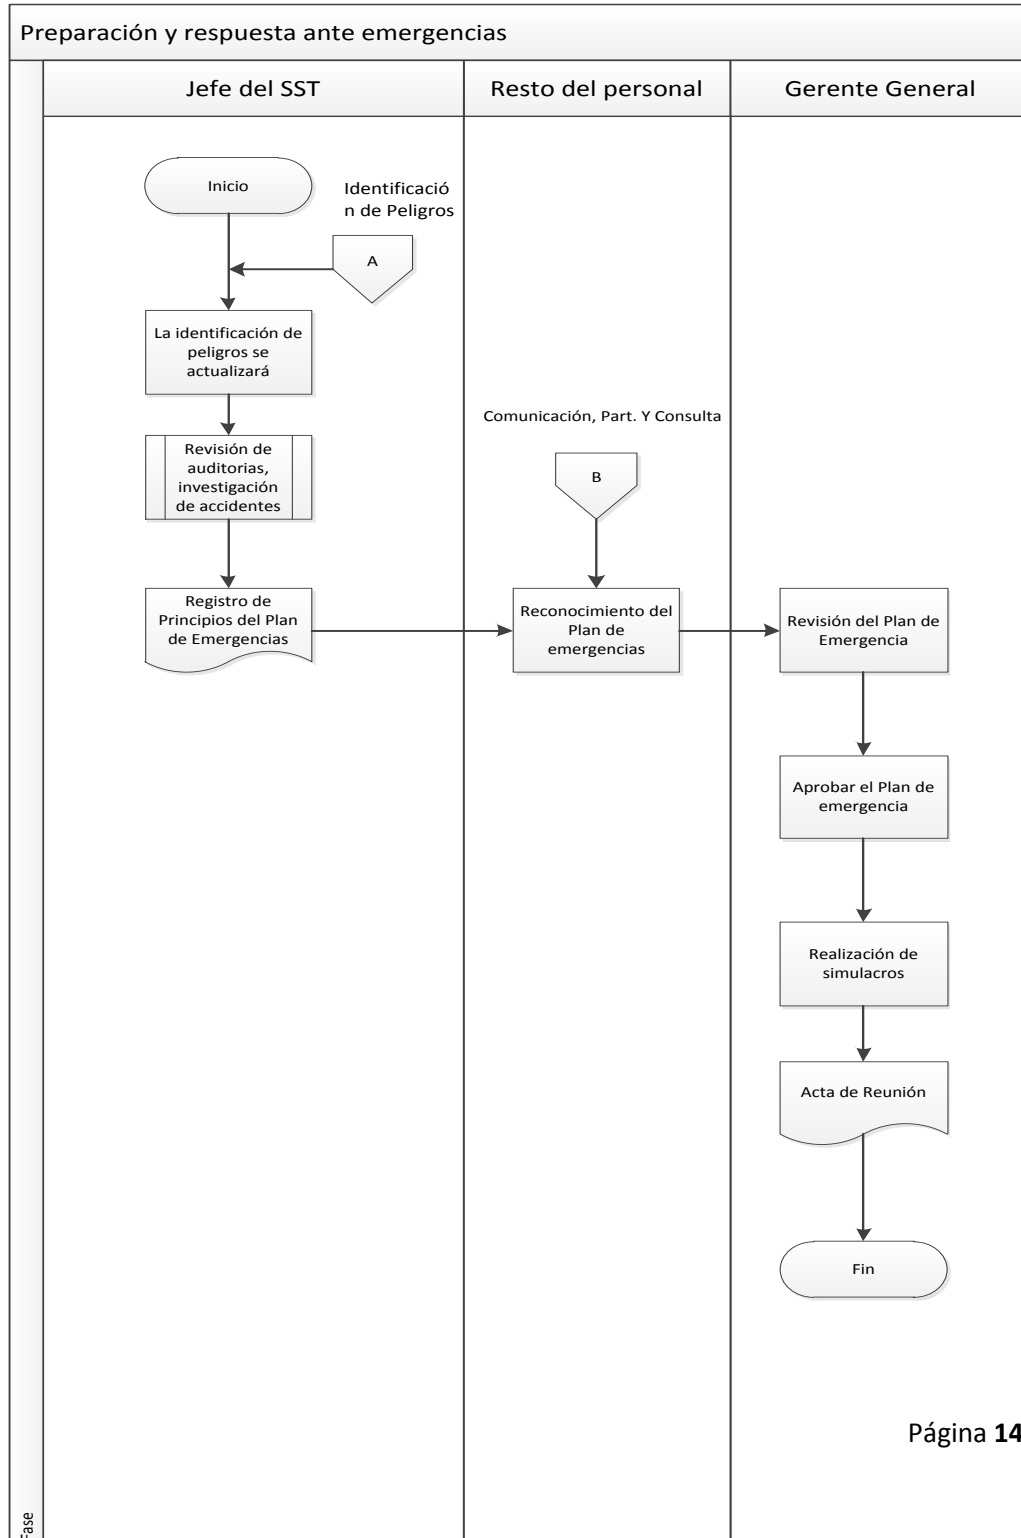 Preparación y respuesta ante emergencias
Jefe del SST
Resto del personal
Gerente General
Inicio
Identificació
n de Peligros
A
La identificación de
peligros se
actualizará
Revisión de
auditorias,
investigación
de accidentes
Registro de
Principios del Plan
de Emergencias
Comunicación, Part. Y Consulta
B
Reconocimiento del
Plan de
emergencias
Revisión del Plan de
Emergencia
Aprobar el Plan de
emergencia
Realización de
simulacros
Acta de Reunión
Fin
Página 14
Fase